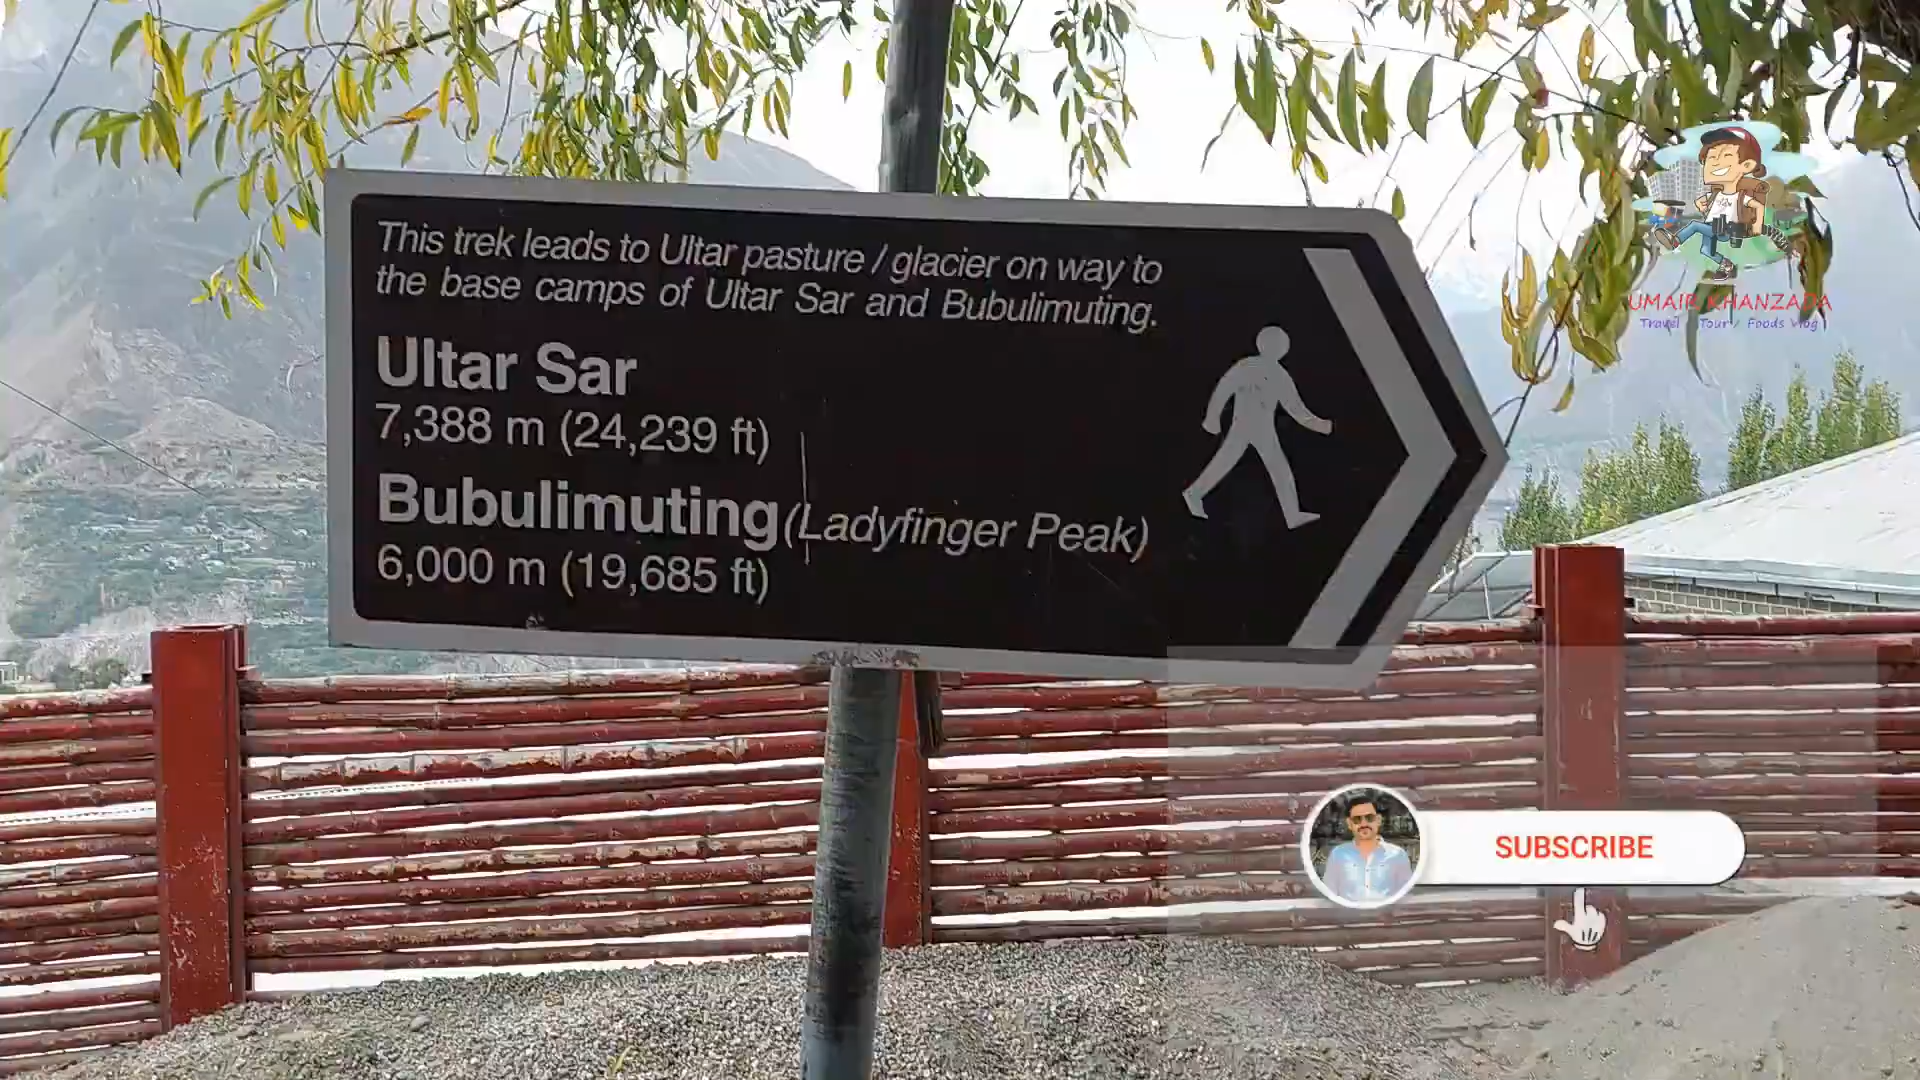 This trek leads to Ultar pasture / glacier on way to
the base camps of Ultar Sar and Bubulimuting.
Ultar Sar
7,388 m (24,239 ft)
Bubulimuting (Ladyfinger Peak)
6,000 m (19,685 ft)
UMAIR KHANZADA
Travel / Tour / Foods Vlog
SUBSCRIBE